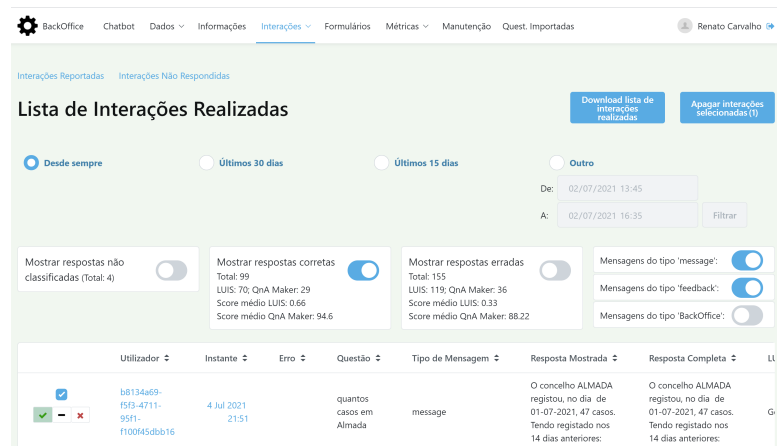 BackOffice Chatbot Dados Informações Interações Formulários Métricas Manutenção Quest. Importadas Renato Carvalho
Interações Reportadas Interações Não Respondidas
Lista de Interações Realizadas
Download lista de
interações
realizadas
Apagar interações
selecionadas (1)
Desde sempre Últimos 30 dias Últimos 15 dias Outro
De: 02/07/2021 13:45
A: 02/07/2021 16:35 Filtrar
Mostrar respostas não
classificadas (Total: 4)
Mostrar respostas corretas
Total: 99
LUIS: 70; QnA Maker: 29
Score médio LUIS: 0.66
Score médio QnA Maker: 94.6
Mostrar respostas erradas
Total: 155
LUIS: 119; QnA Maker: 36
Score médio LUIS: 0.33
Score médio QnA Maker: 88.22
Mensagens do tipo 'message':
Mensagens do tipo 'feedback':
Mensagens do tipo 'BackOffice':
Utilizador Instante Erro Questão Tipo de Mensagem Resposta Mostrada Resposta Completa
b8134a69-
f5f3-4711-
95f1-
f100f45dbb16
4 Jul 2021
21:51
quantos
casos em
Almada
message
O concelho ALMADA
registou, no dia de
01-07-2021, 47 casos.
Tendo registado nos
14 dias anteriores:
O concelho ALMADA
registou, no dia de
01-07-2021, 47 casos.
Tendo registado nos
14 dias anteriores: